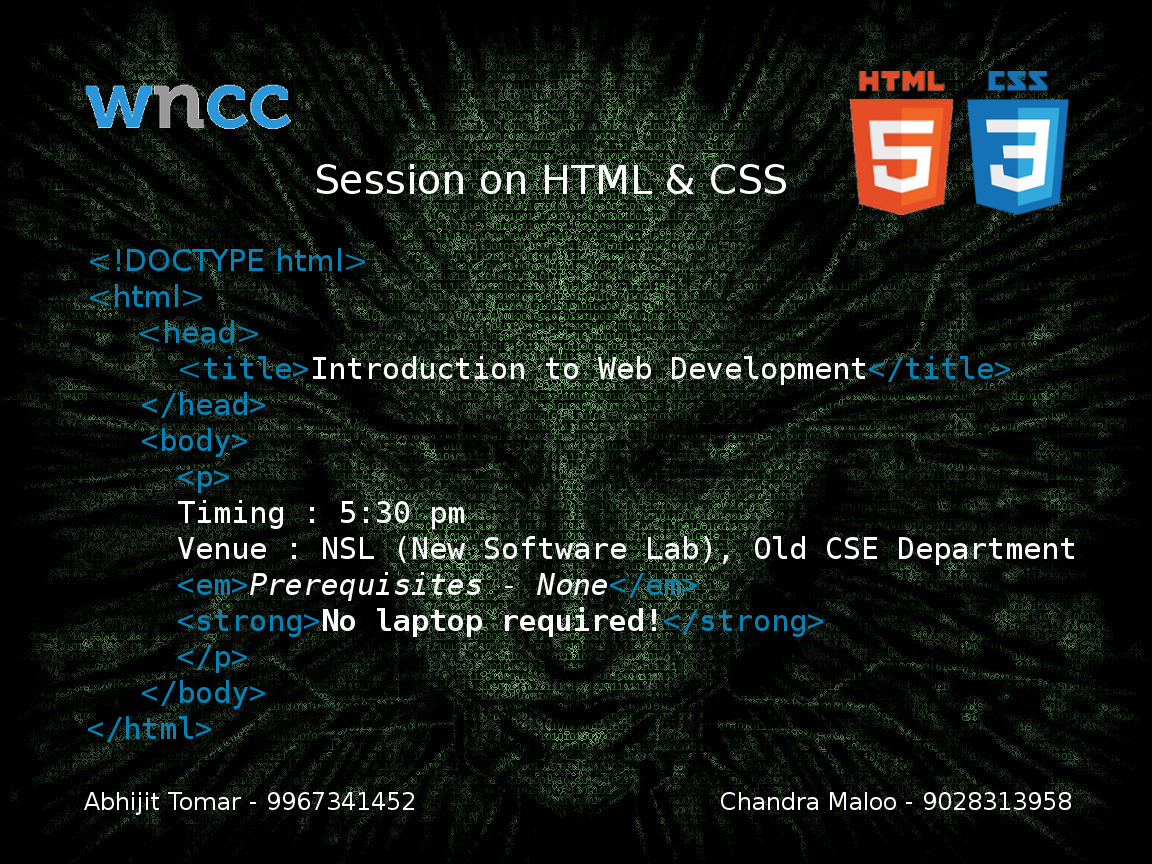 wncc
HTML CSS
5 3
Session on HTML & CSS
<!DOCTYPE html>
<html>
<head>
<title>Introduction to Web Development</title>
</head>
<body>
<p>
Timing : 5:30 pm
Venue : NSL (New Software Lab), Old CSE Department
<em>Prerequisites - None</em>
<strong>No laptop required!</strong>
</p>
</body>
</html>
Abhijit Tomar - 9967341452
Chandra Maloo - 9028313958